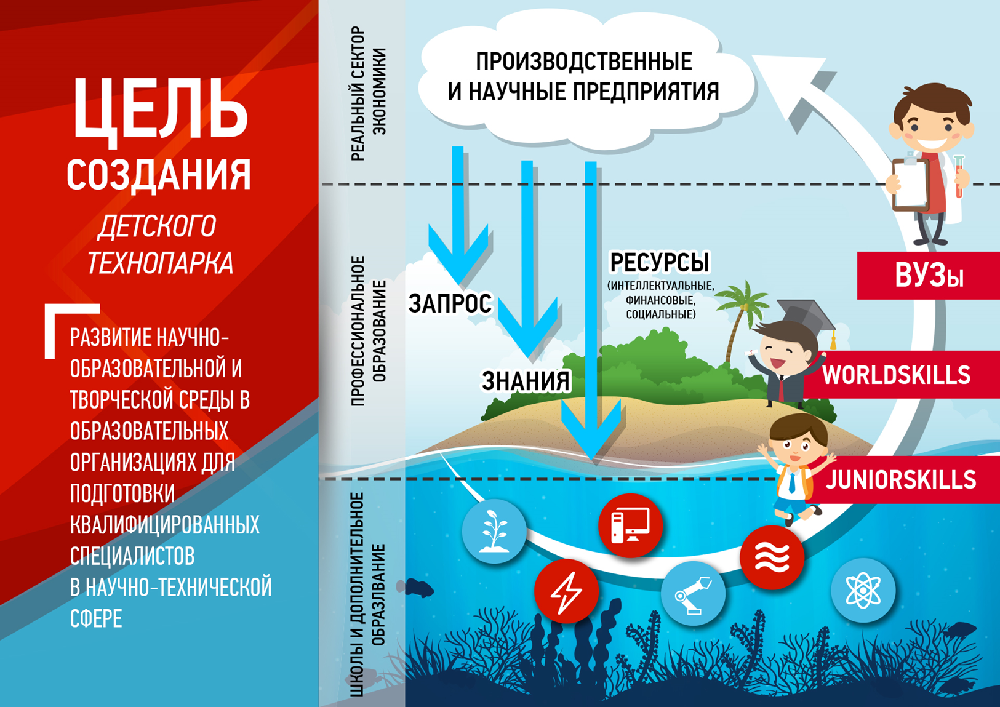 ЦЕЛЬ
СОЗДАНИЯ
ДЕТСКОГО
ТЕХНОПАРКА
РАЗВИТИЕ НАУЧНО-
ОБРАЗОВАТЕЛЬНОЙ И
ТВОРЧЕСКОЙ СРЕДЫ В
ОБРАЗОВАТЕЛЬНЫХ
ОРГАНИЗАЦИЯХ ДЛЯ
ПОДГОТОВКИ
КВАЛИФИЦИРОВАННЫХ
СПЕЦИАЛИСТОВ
В НАУЧНО-ТЕХНИЧЕСКОЙ
СФЕРЕ
РЕАЛЬНЫЙ СЕКТОР
ЭКОНОМИКИ
ПРОФЕССИОНАЛЬНОЕ
ОБРАЗОВАНИЕ
ШКОЛЫ И ДОПОЛНИТЕЛЬНОЕ
ОБРАЗЛВАНИЕ
ПРОИЗВОДСТВЕННЫЕ
И НАУЧНЫЕ ПРЕДПРИЯТИЯ
ЗАПРОС
ЗНАНИЯ
РЕСУРСЫ
(ИНТЕЛЛЕКТУАЛЬНЫЕ,
ФИНАНСОВЫЕ,
СОЦИАЛЬНЫЕ)
ВУЗы
WORLDSKILLS
JUNIORSKILLS